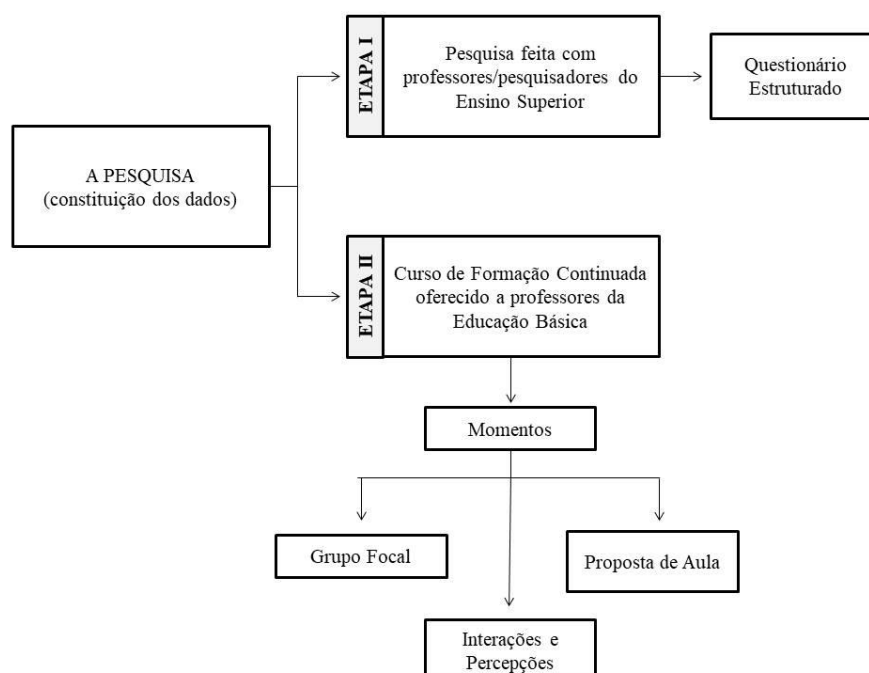 ETAPA I
Pesquisa feita com
professores/pesquisadores do
Ensino Superior
Questionário
Estruturado
A PESQUISA
(constituição dos dados)
ETAPA II
Curso de Formação Continuada
oferecido a professores da
Educação Básica
Momentos
Grupo Focal
Proposta de Aula
Interações e
Percepções